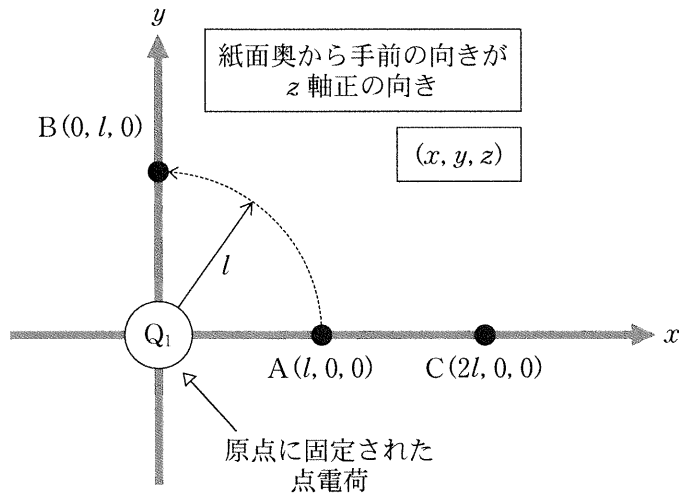 y
紙面奥から手前の向きが
z 軸正の向き
B(0, l, 0)
(x, y, z)
l
Q₁
x
A(l, 0, 0)
C(2l, 0, 0)
原点に固定された
点電荷